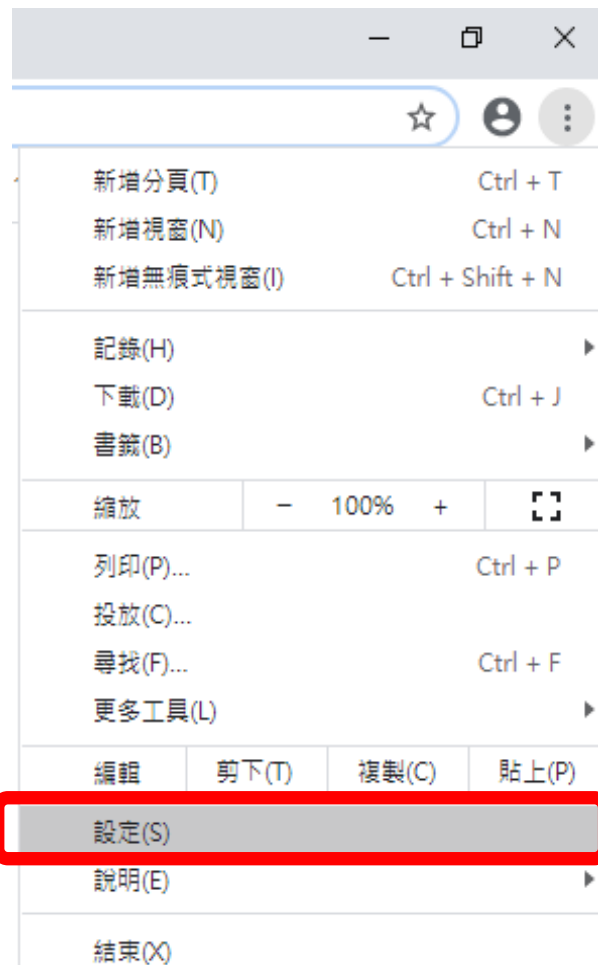 新增分頁(T) Ctrl + T
新增視窗(N) Ctrl + N
新增無痕式視窗(I) Ctrl + Shift + N
記錄(H)
下載(D) Ctrl + J
書籤(B)
縮放 − 100% +
列印(P)... Ctrl + P
投放(C)...
尋找(F)... Ctrl + F
更多工具(L)
編輯 剪下(T) 複製(C) 貼上(P)
設定(S)
說明(E)
結束(X)